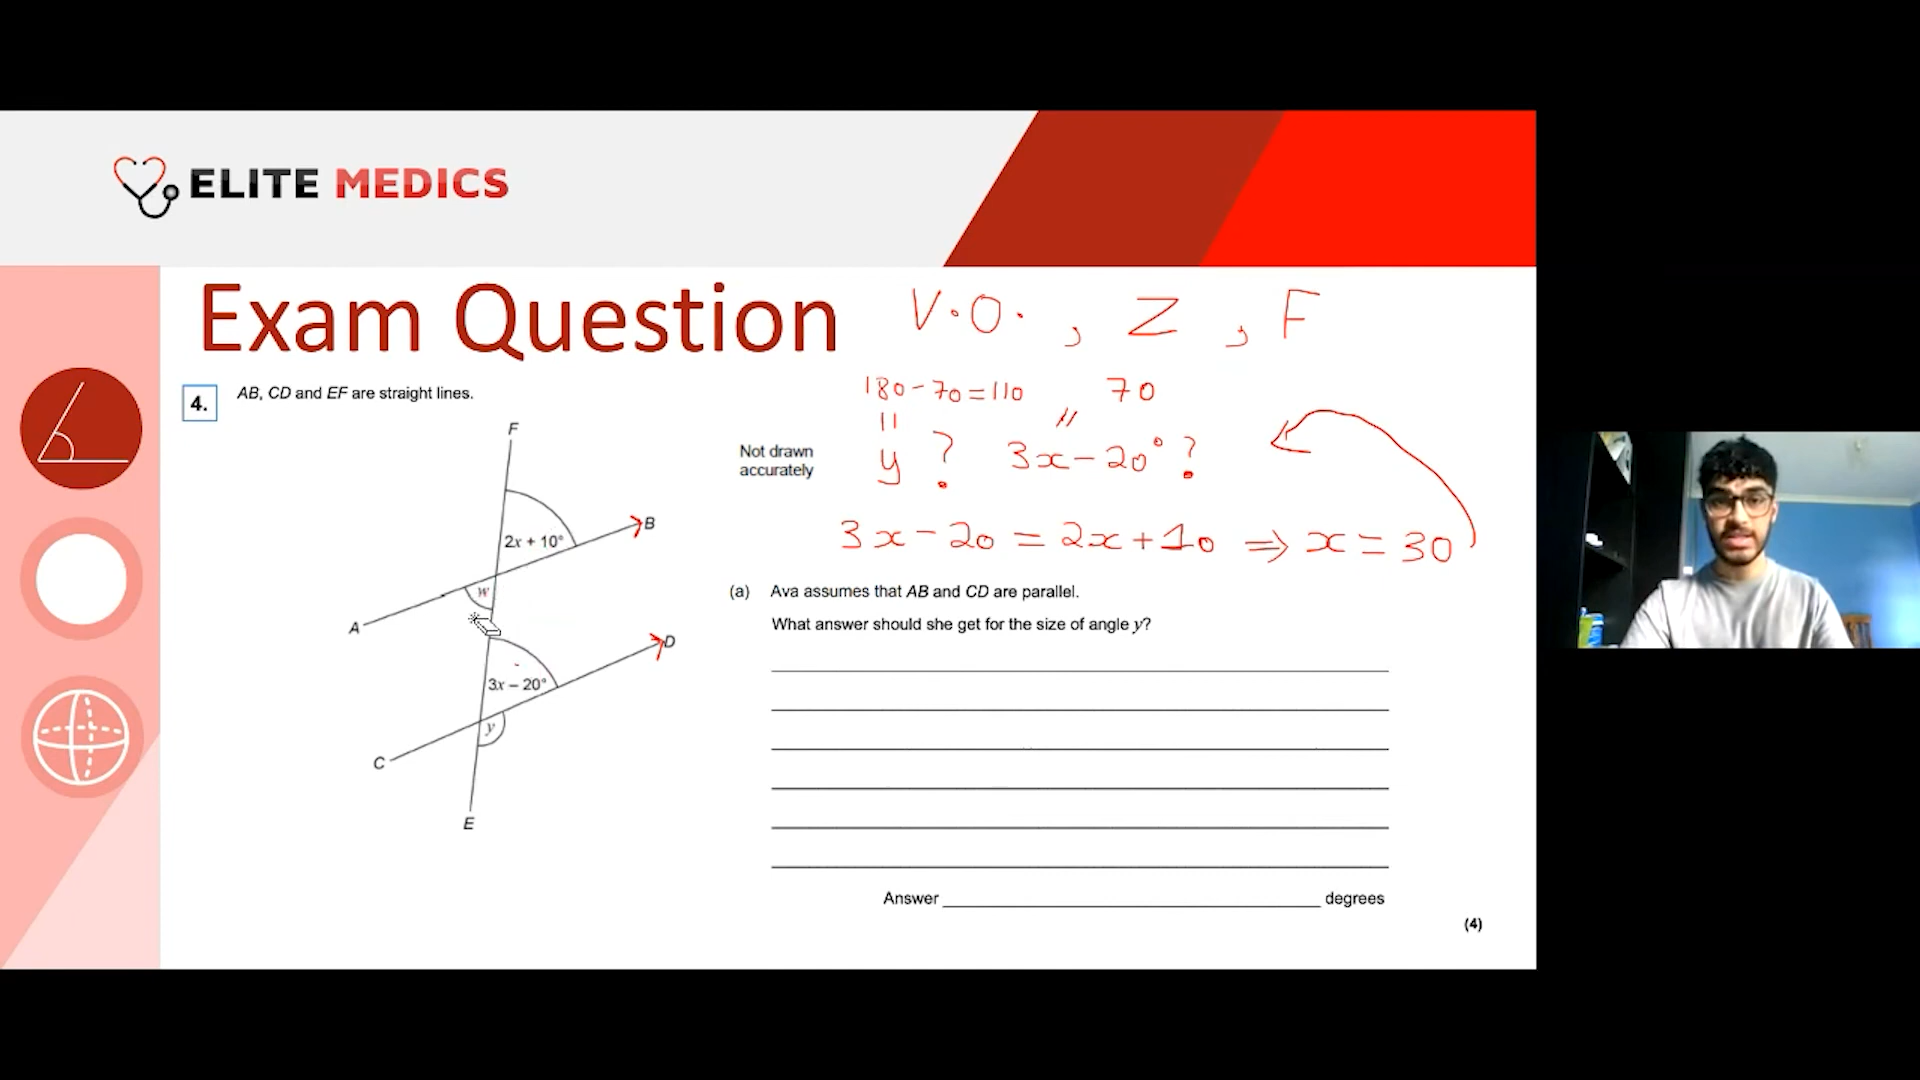 ELITE MEDICS
Exam Question
V.O. , Z , F
4.
AB, CD and EF are straight lines.
F
B
2x + 10°
w
A
D
3x – 20°
y
C
E
Not drawn
accurately
180-70=110 70
" "
y ? 3x-20° ?
3x-20 = 2x+10 ⇒ x=30
(a) Ava assumes that AB and CD are parallel.
What answer should she get for the size of angle y?
Answer degrees
(4)